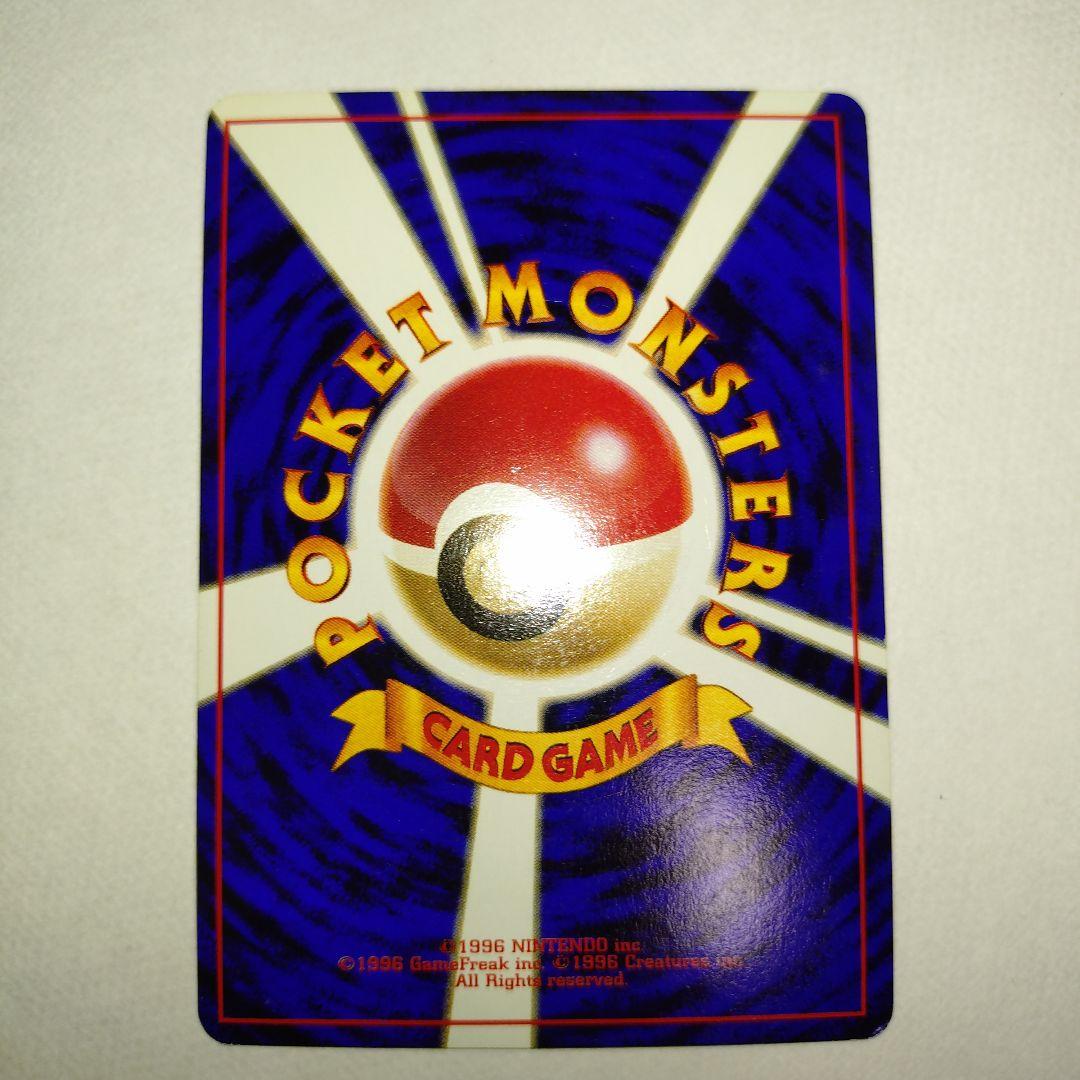 POCKET MONSTERS
CARD GAME
©1996 NINTENDO inc.
©1996 GameFreak inc. ©1996 Creatures inc.
All Rights reserved.